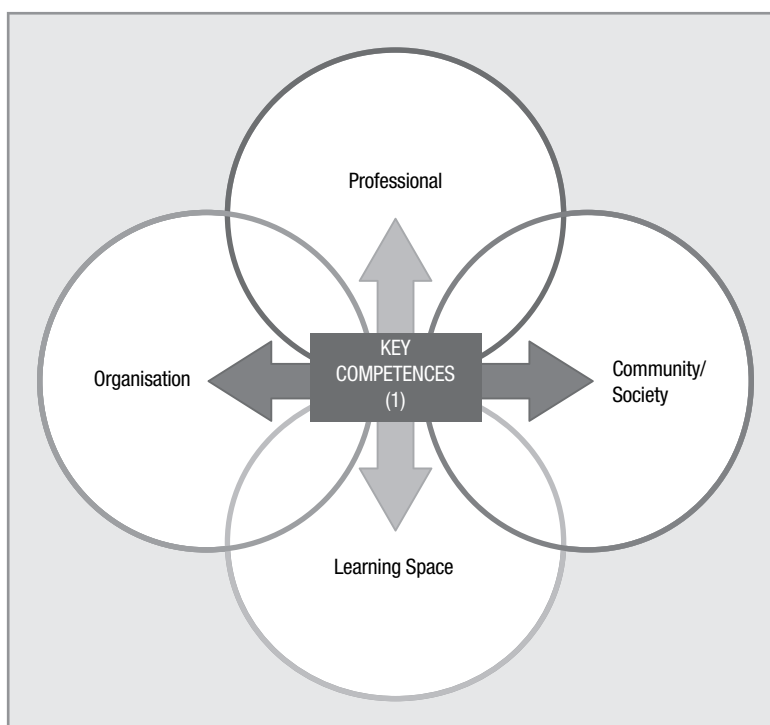 Professional
Organisation
KEY
COMPETENCES
(1)
Community/
Society
Learning Space